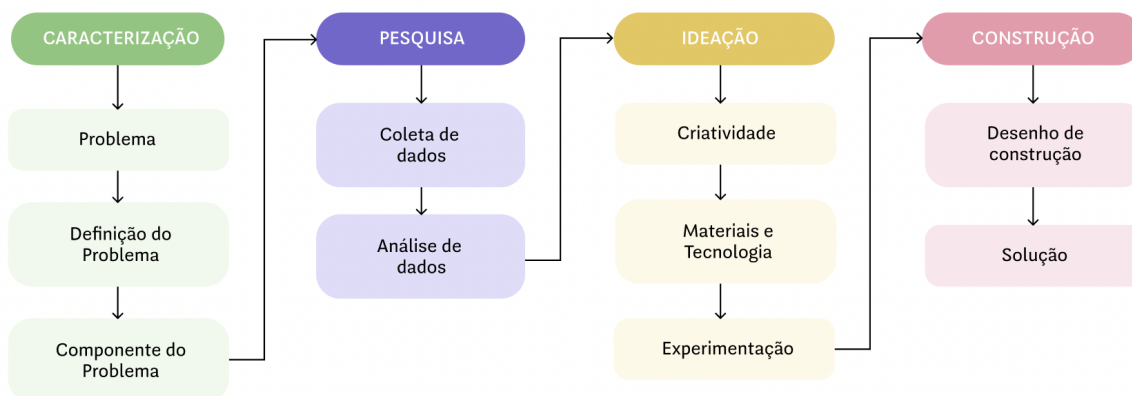 CARACTERIZAÇÃO
Problema
Definição do
Problema
Componente do
Problema
PESQUISA
Coleta de
dados
Análise de
dados
IDEAÇÃO
Criatividade
Materiais e
Tecnologia
Experimentação
CONSTRUÇÃO
Desenho de
construção
Solução